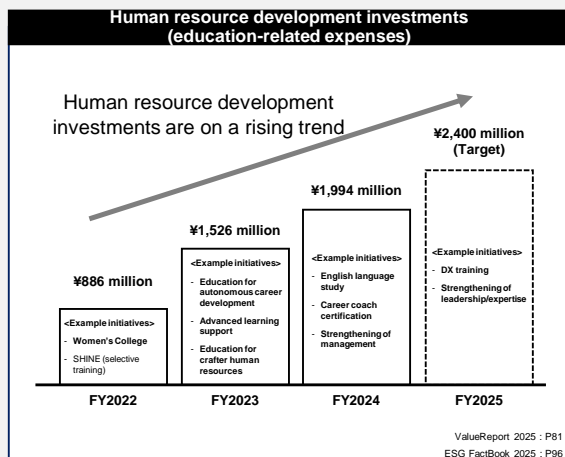 Human resource development investments
(education-related expenses)
Human resource development
investments are on a rising trend
¥886 million
<Example initiatives>
- Women's College
- SHINE (selective
training)
FY2022
¥1,526 million
<Example initiatives>
- Education for
autonomous career
development
- Advanced learning
support
- Education for
crafter human
resources
FY2023
¥1,994 million
<Example initiatives>
- English language
study
- Career coach
certification
- Strengthening of
management
FY2024
¥2,400 million
(Target)
<Example initiatives>
- DX training
- Strengthening of
leadership/expertise
FY2025
ValueReport 2025 : P81
ESG FactBook 2025 : P96